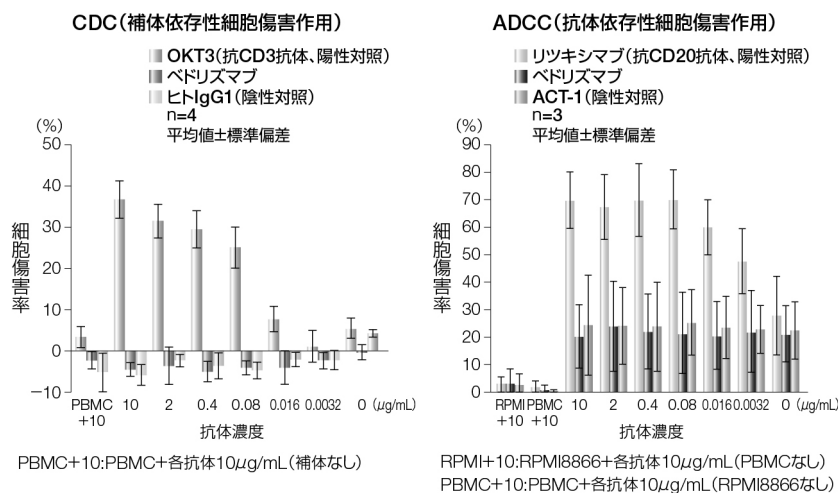 CDC(補体依存性細胞傷害作用)
OKT3(抗CD3抗体、陽性対照)
ベドリズマブ
ヒトIgG1(陰性対照)
n=4
平均値±標準偏差
(%)
50
40
30
20
10
0
−10
細胞傷害率
PBMC+10
10
2
0.4
0.08
0.016
0.0032
0
(μg/mL)
抗体濃度
PBMC+10:PBMC+各抗体10μg/mL(補体なし)
ADCC(抗体依存性細胞傷害作用)
リツキシマブ(抗CD20抗体、陽性対照)
ベドリズマブ
ACT-1(陰性対照)
n=3
平均値±標準偏差
(%)
90
80
70
60
50
40
30
20
10
0
細胞傷害率
RPMI+10
PBMC+10
10
2
0.4
0.08
0.016
0.0032
0
(μg/mL)
抗体濃度
RPMI+10:RPMI8866+各抗体10μg/mL(PBMCなし)
PBMC+10:PBMC+各抗体10μg/mL(RPMI8866なし)